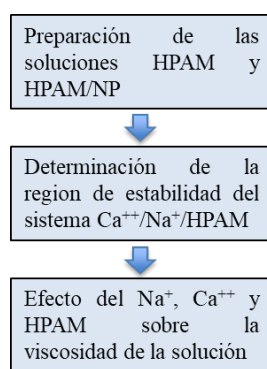 Preparación de las
soluciones HPAM y
HPAM/NP
Determinación de la
region de estabilidad del
sistema Ca⁺⁺/Na⁺/HPAM
Efecto del Na⁺, Ca⁺⁺ y
HPAM sobre la
viscosidad de la solución